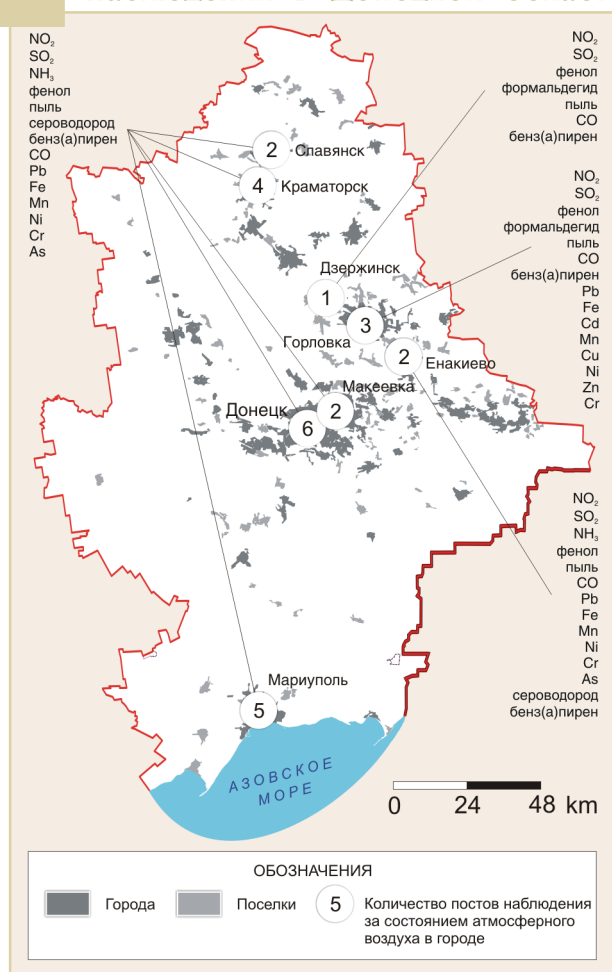 NO₂
SO₂
NH₃
фенол
пыль
сероводород
бенз(а)пирен
CO
Pb
Fe
Mn
Ni
Cr
As
NO₂
SO₂
фенол
формальдегид
пыль
CO
бенз(а)пирен
NO₂
SO₂
фенол
формальдегид
пыль
CO
бенз(а)пирен
Pb
Fe
Cd
Mn
Cu
Ni
Zn
Cr
2 Славянск
4 Краматорск
Дзержинск
1
3
Горловка
2
Енакиево
Макеевка
Донецк
2
6
NO₂
SO₂
NH₃
фенол
пыль
CO
Pb
Fe
Mn
Ni
Cr
As
сероводород
бенз(а)пирен
Мариуполь
5
АЗОВСКОЕ
МОРЕ
0 24 48 km
ОБОЗНАЧЕНИЯ
Города
Поселки
5
Количество постов наблюдения
за состоянием атмосферного
воздуха в городе